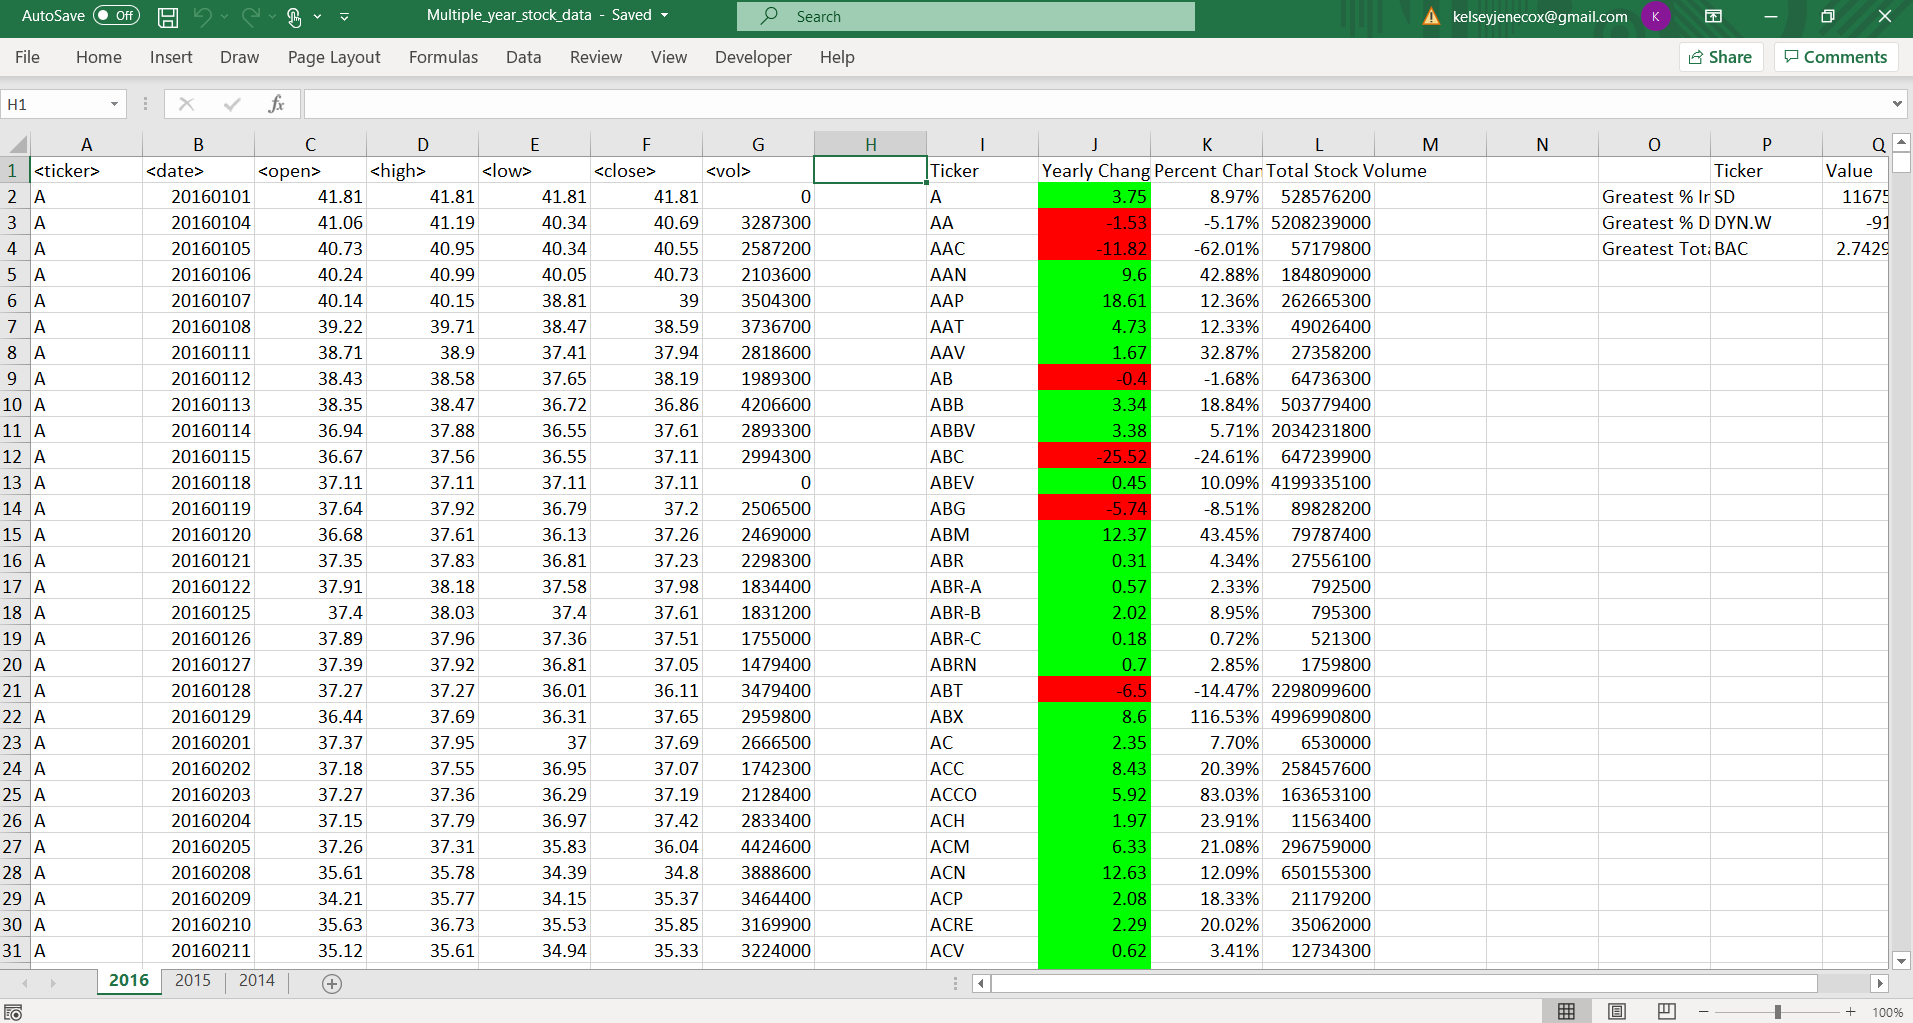 AutoSave Off Multiple_year_stock_data - Saved Search kelseyjenecox@gmail.com K
File Home Insert Draw Page Layout Formulas Data Review View Developer Help Share Comments
H1 fx
A B C D E F G H I J K L M N O P Q
1 <ticker> <date> <open> <high> <low> <close> <vol> Ticker Yearly Chang Percent Chan Total Stock Volume Ticker Value
2 A 20160101 41.81 41.81 41.81 41.81 0 A 3.75 8.97% 528576200 Greatest % In SD 11675
3 A 20160104 41.06 41.19 40.34 40.69 3287300 AA -1.53 -5.17% 5208239000 Greatest % D DYN.W -91
4 A 20160105 40.73 40.95 40.34 40.55 2587200 AAC -11.82 -62.01% 57179800 Greatest Tota BAC 2.7429
5 A 20160106 40.24 40.99 40.05 40.73 2103600 AAN 9.6 42.88% 184809000
6 A 20160107 40.14 40.15 38.81 39 3504300 AAP 18.61 12.36% 262665300
7 A 20160108 39.22 39.71 38.47 38.59 3736700 AAT 4.73 12.33% 49026400
8 A 20160111 38.71 38.9 37.41 37.94 2818600 AAV 1.67 32.87% 27358200
9 A 20160112 38.43 38.58 37.65 38.19 1989300 AB -0.4 -1.68% 64736300
10 A 20160113 38.35 38.47 36.72 36.86 4206600 ABB 3.34 18.84% 503779400
11 A 20160114 36.94 37.88 36.55 37.61 2893300 ABBV 3.38 5.71% 2034231800
12 A 20160115 36.67 37.56 36.55 37.11 2994300 ABC -25.52 -24.61% 647239900
13 A 20160118 37.11 37.11 37.11 37.11 0 ABEV 0.45 10.09% 4199335100
14 A 20160119 37.64 37.92 36.79 37.2 2506500 ABG -5.74 -8.51% 89828200
15 A 20160120 36.68 37.61 36.13 37.26 2469000 ABM 12.37 43.45% 79787400
16 A 20160121 37.35 37.83 36.81 37.23 2298300 ABR 0.31 4.34% 27556100
17 A 20160122 37.91 38.18 37.58 37.98 1834400 ABR-A 0.57 2.33% 792500
18 A 20160125 37.4 38.03 37.4 37.61 1831200 ABR-B 2.02 8.95% 795300
19 A 20160126 37.89 37.96 37.36 37.51 1755000 ABR-C 0.18 0.72% 521300
20 A 20160127 37.39 37.92 36.81 37.05 1479400 ABRN 0.7 2.85% 1759800
21 A 20160128 37.27 37.27 36.01 36.11 3479400 ABT -6.5 -14.47% 2298099600
22 A 20160129 36.44 37.69 36.31 37.65 2959800 ABX 8.6 116.53% 4996990800
23 A 20160201 37.37 37.95 37 37.69 2666500 AC 2.35 7.70% 6530000
24 A 20160202 37.18 37.55 36.95 37.07 1742300 ACC 8.43 20.39% 258457600
25 A 20160203 37.27 37.36 36.29 37.19 2128400 ACCO 5.92 83.03% 163653100
26 A 20160204 37.15 37.79 36.97 37.42 2833400 ACH 1.97 23.91% 11563400
27 A 20160205 37.26 37.31 35.83 36.04 4424600 ACM 6.33 21.08% 296759000
28 A 20160208 35.61 35.78 34.39 34.8 3888600 ACN 12.63 12.09% 650155300
29 A 20160209 34.21 35.77 34.15 35.37 3464400 ACP 2.08 18.33% 21179200
30 A 20160210 35.63 36.73 35.53 35.85 3169900 ACRE 2.29 20.02% 35062000
31 A 20160211 35.12 35.61 34.94 35.33 3224000 ACV 0.62 3.41% 12734300
2016 2015 2014
100%